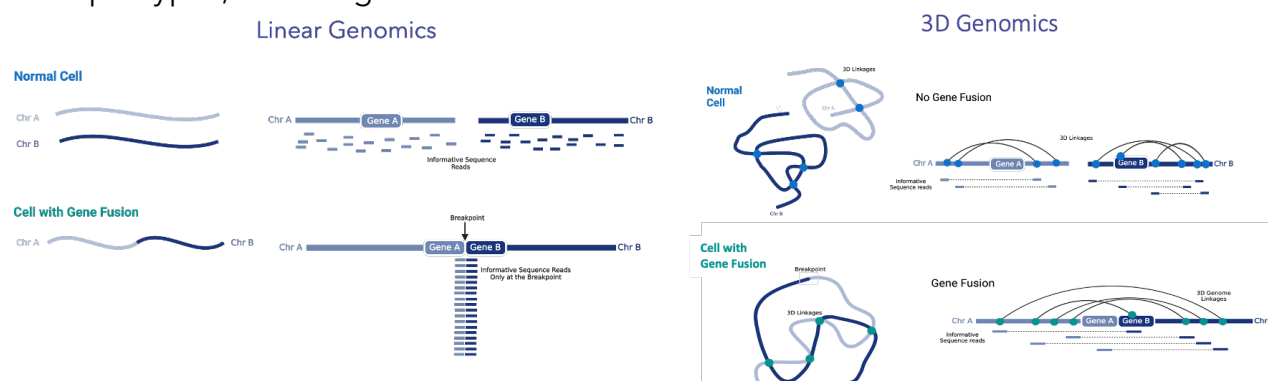 Linear Genomics
Normal Cell
Chr A
Chr B
Chr A
Gene A
Gene B
Chr B
Informative Sequence
Reads
Cell with Gene Fusion
Chr A
Chr B
Breakpoint
Chr A
Gene A
Gene B
Chr B
Informative Sequence Reads
Only at the Breakpoint
3D Genomics
Normal
Cell
3D Linkages
Chr A
Chr B
No Gene Fusion
3D Linkages
Chr A
Gene A
Gene B
Chr B
Informative
Sequence reads
Cell with
Gene Fusion
Breakpoint
3D Linkages
Gene Fusion
3D Genome
Linkages
Chr A
Gene A
Gene B
Chr
Informative
Sequence reads